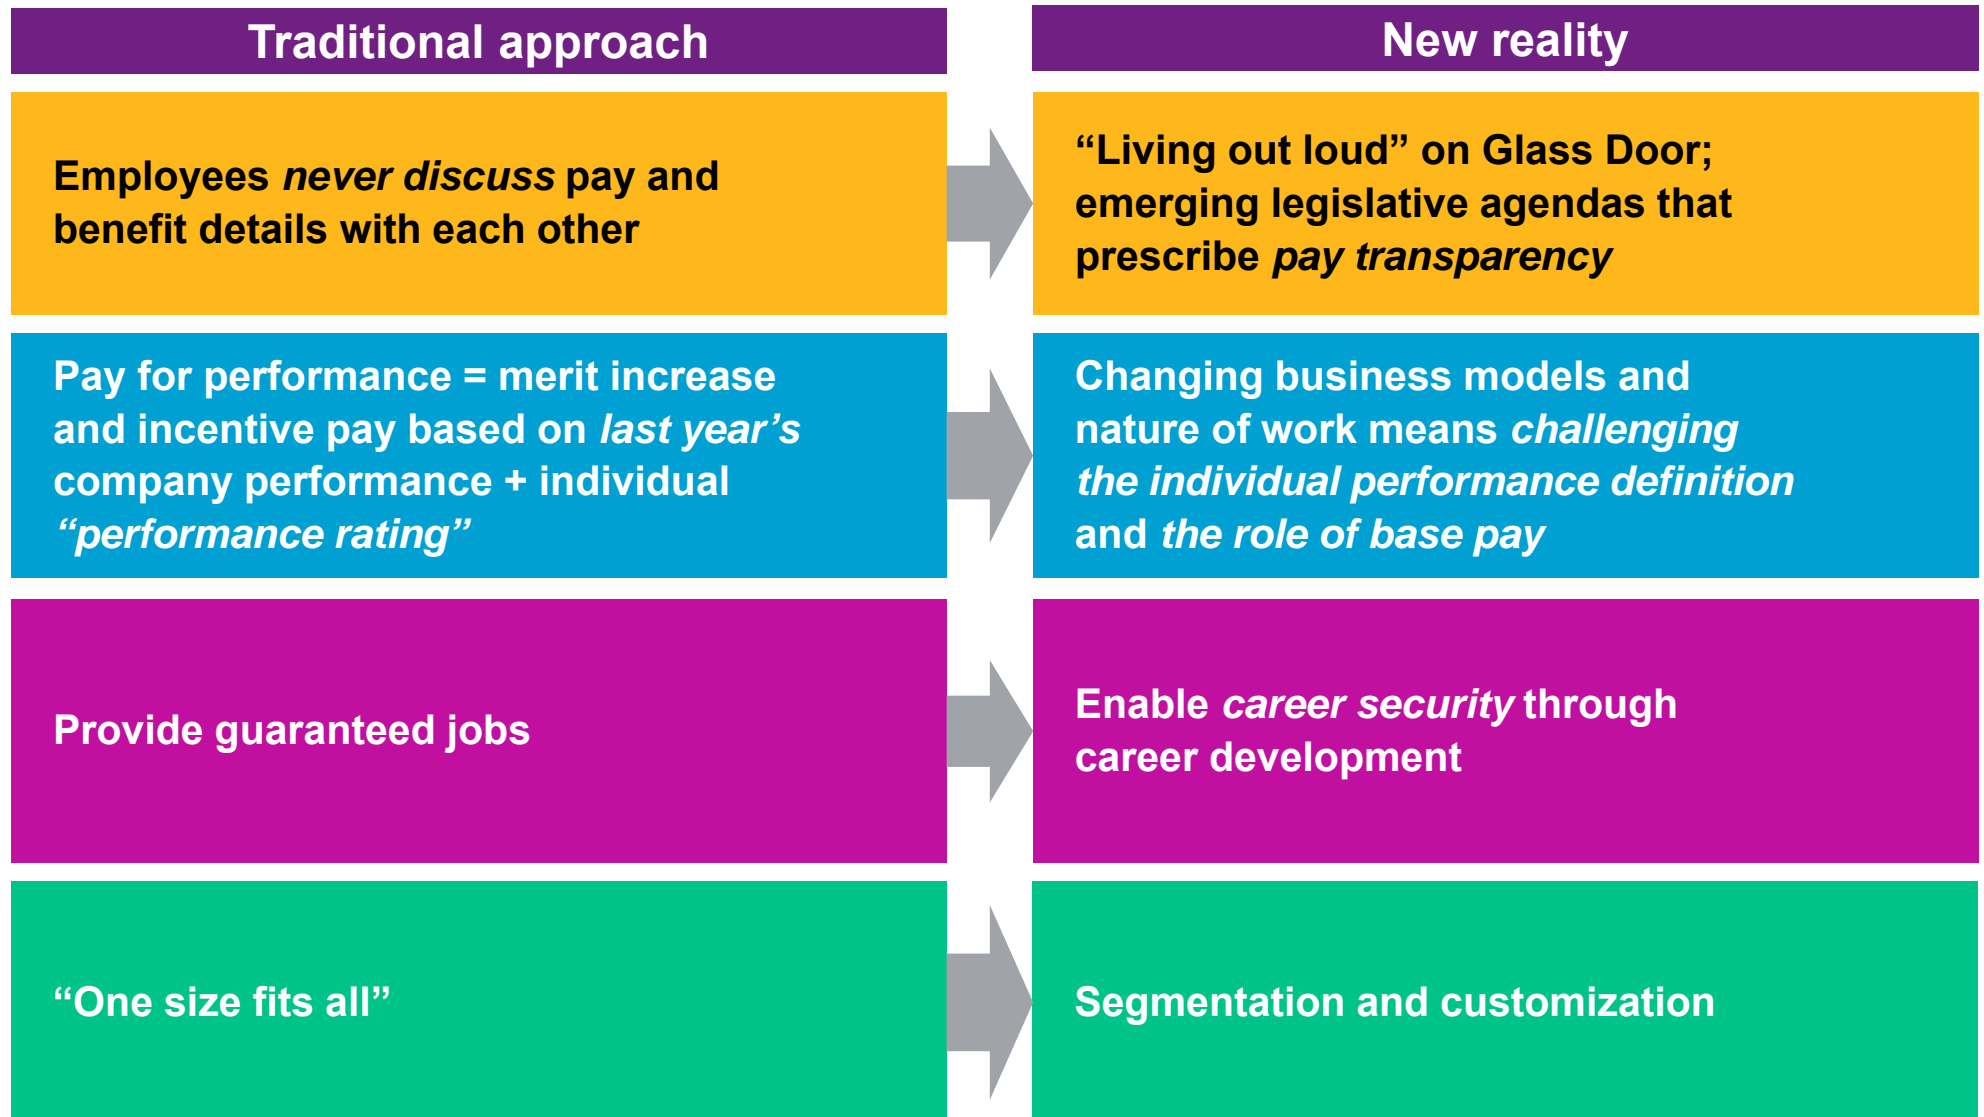 Traditional approach
New reality
Employees never discuss pay and
benefit details with each other
“Living out loud” on Glass Door;
emerging legislative agendas that
prescribe pay transparency
Pay for performance = merit increase
and incentive pay based on last year’s
company performance + individual
“performance rating”
Changing business models and
nature of work means challenging
the individual performance definition
and the role of base pay
Provide guaranteed jobs
Enable career security through
career development
“One size fits all”
Segmentation and customization